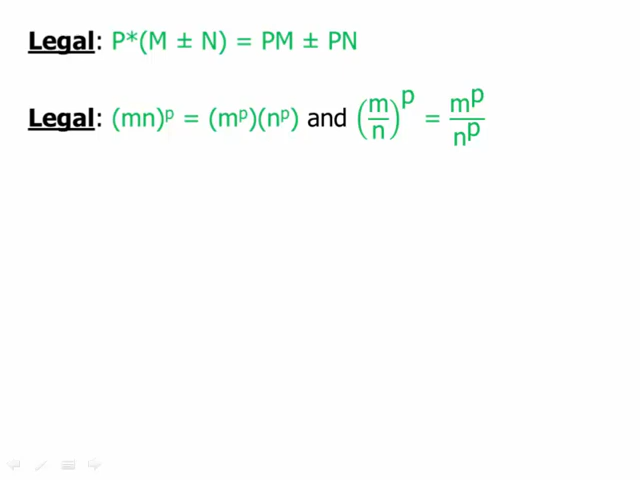 Legal: P*(M ± N) = PM ± PN
Legal: (mn)ᵖ = (mᵖ)(nᵖ) and (m/n)ᵖ = mᵖ/nᵖ